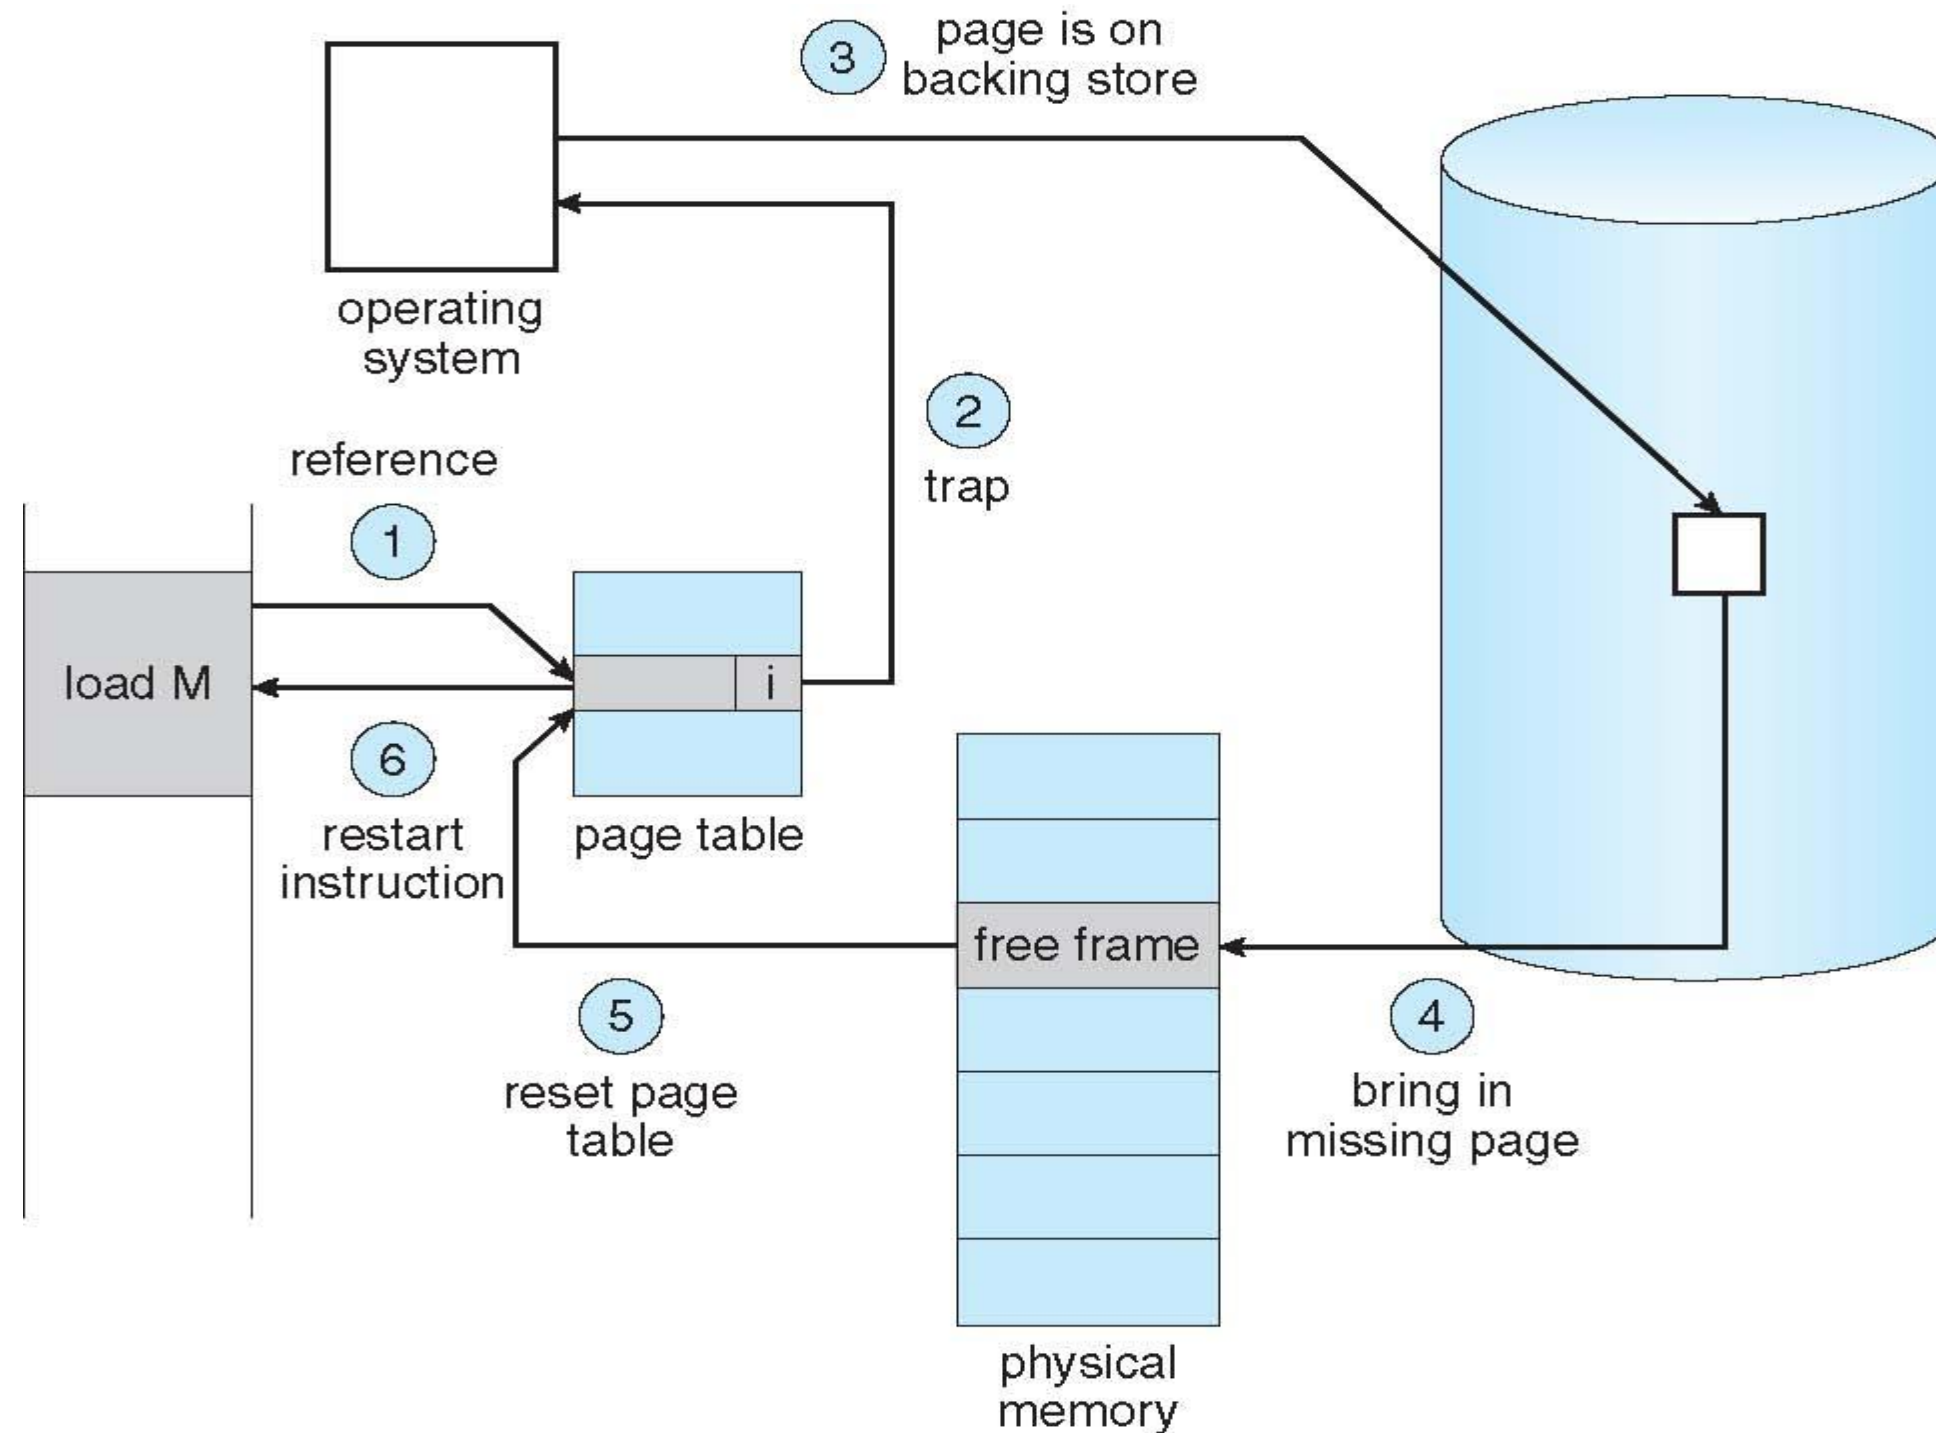 3
page is on
backing store
operating
system
2
trap
reference
1
load M
i
6
restart
instruction
page table
free frame
5
reset page
table
4
bring in
missing page
physical
memory